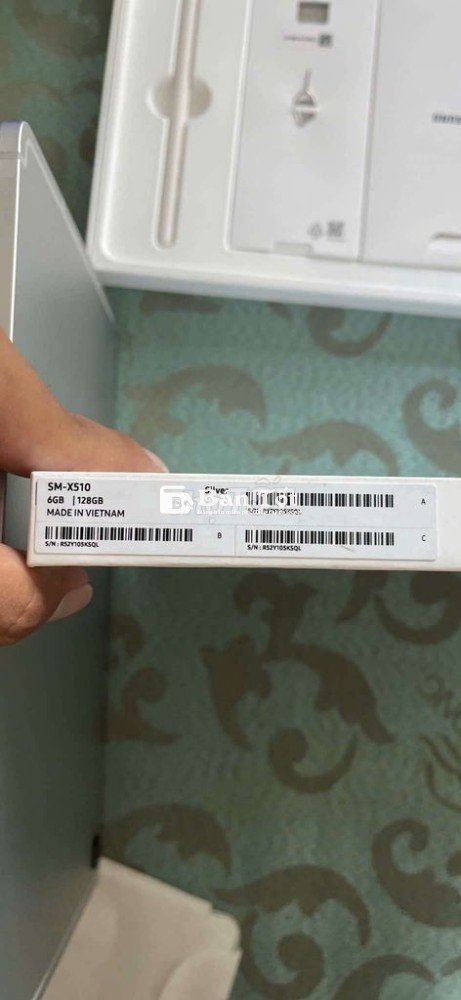 SM-X510
Silver
6GB | 128GB
MADE IN VIETNAM
A
S/N : R52Y105KSQL
B
S/N : R52Y105KSQL
C
S/N : R52Y105KSQL